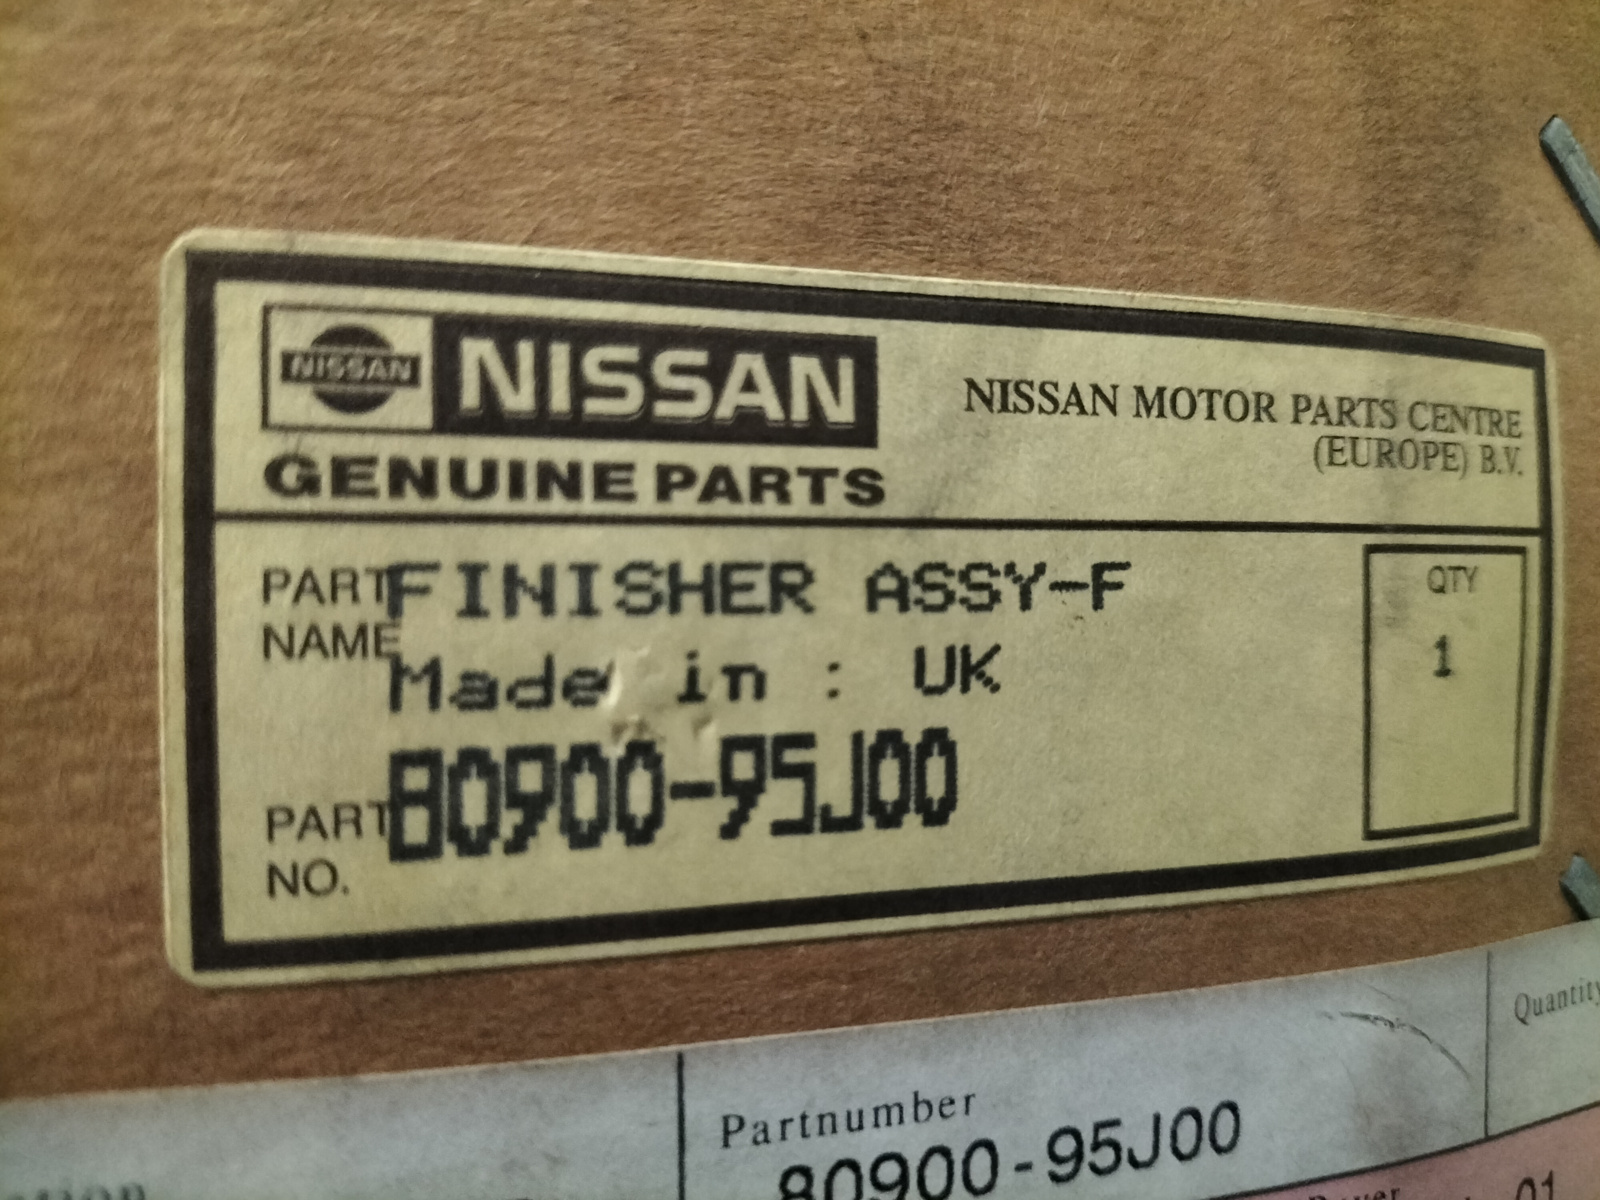 NISSAN NISSAN
GENUINE PARTS
NISSAN MOTOR PARTS CENTRE
(EUROPE) B.V.
PART NAME FINISHER ASSY-F
Made in : UK
PART NO. 80900-95J00
QTY
1
Partnumber
80900-95J00
Quantity
01